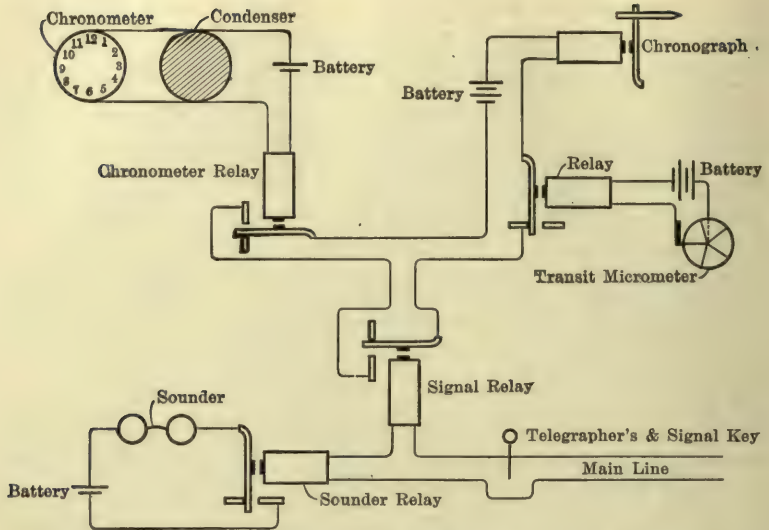 Chronometer
Condenser
12
11 1
10 2
9 3
8 4
7 6 5
Battery
Chronograph
Battery
Chronometer Relay
Relay
Battery
Transit Micrometer
Signal Relay
Sounder
Telegrapher's & Signal Key
Main Line
Battery
Sounder Relay